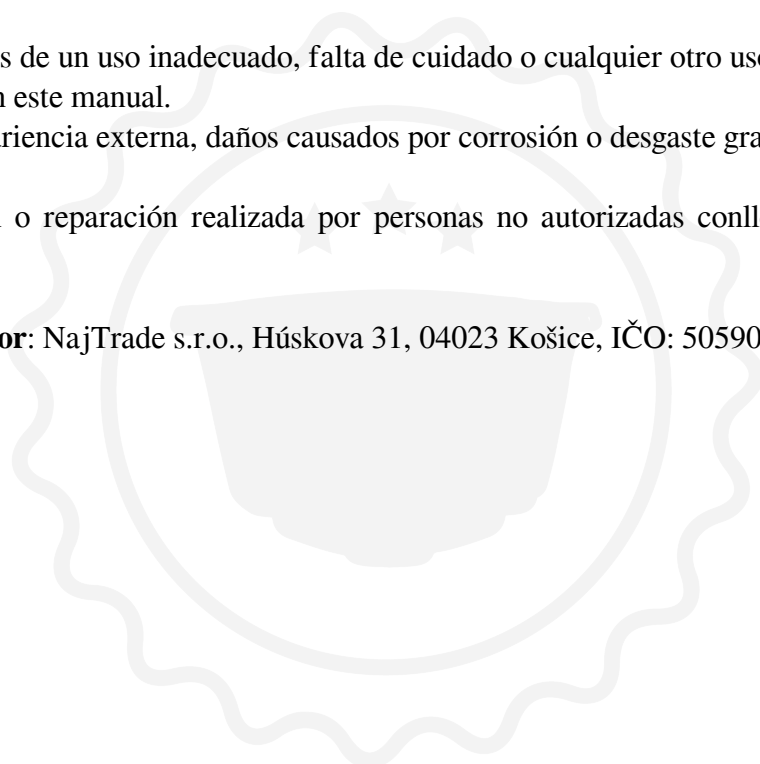 s de un uso inadecuado, falta de cuidado o cualquier otro uso
n este manual.
riencia externa, daños causados por corrosión o desgaste gra
o reparación realizada por personas no autorizadas conll
or: NajTrade s.r.o., Húskova 31, 04023 Košice, IČO: 50590